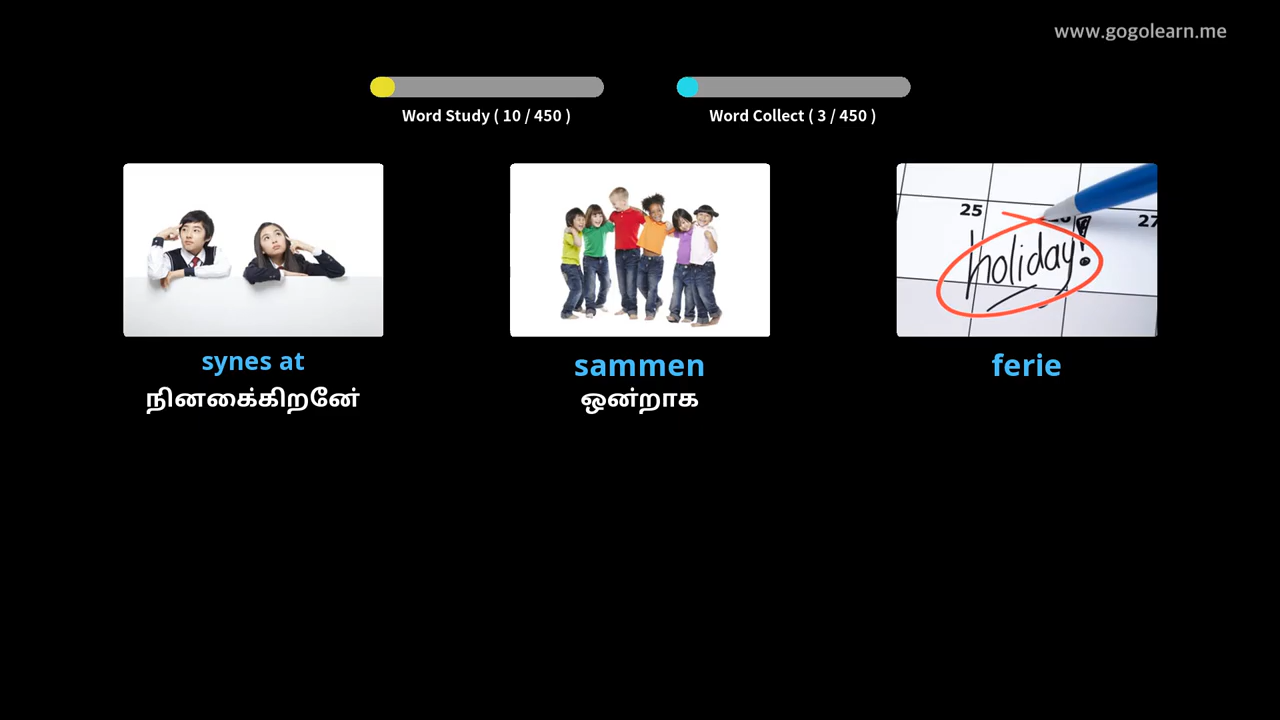 www.gogolearn.me
Word Study ( 10 / 450 )
Word Collect ( 3 / 450 )
25
27
holiday!
synes at
sammen
ferie
நினைக்கிறேன்
ஒன்றாக